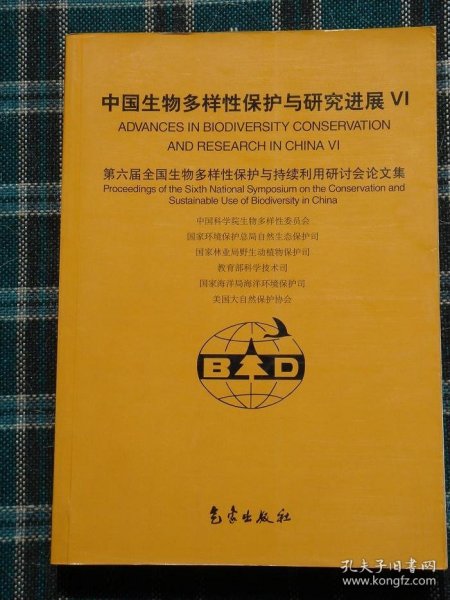 中国生物多样性保护与研究进展 VI
ADVANCES IN BIODIVERSITY CONSERVATION
AND RESEARCH IN CHINA VI
第六届全国生物多样性保护与持续利用研讨会论文集
Proceedings of the Sixth National Symposium on the Conservation and
Sustainable Use of Biodiversity in China
中国科学院生物多样性委员会
国家环境保护总局自然生态保护司
国家林业局野生动植物保护司
教育部科学技术司
国家海洋局海洋环境保护司
美国大自然保护协会
B D
气象出版社
孔夫子旧书网
www.kongfz.com